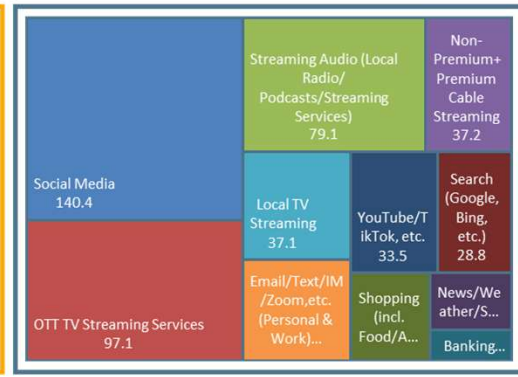 Social Media
140.4
OTT TV Streaming Services
97.1
Streaming Audio (Local
Radio/
Podcasts/Streaming
Services)
79.1
Non-
Premium+
Premium
Cable
Streaming
37.2
Local TV
Streaming
37.1
YouTube/T
ikTok, etc.
33.5
Search
(Google,
Bing,
etc.)
28.8
Email/Text/IM
/Zoom,etc.
(Personal &
Work)...
Shopping
(incl.
Food/A...
News/We
ather/S...
Banking...